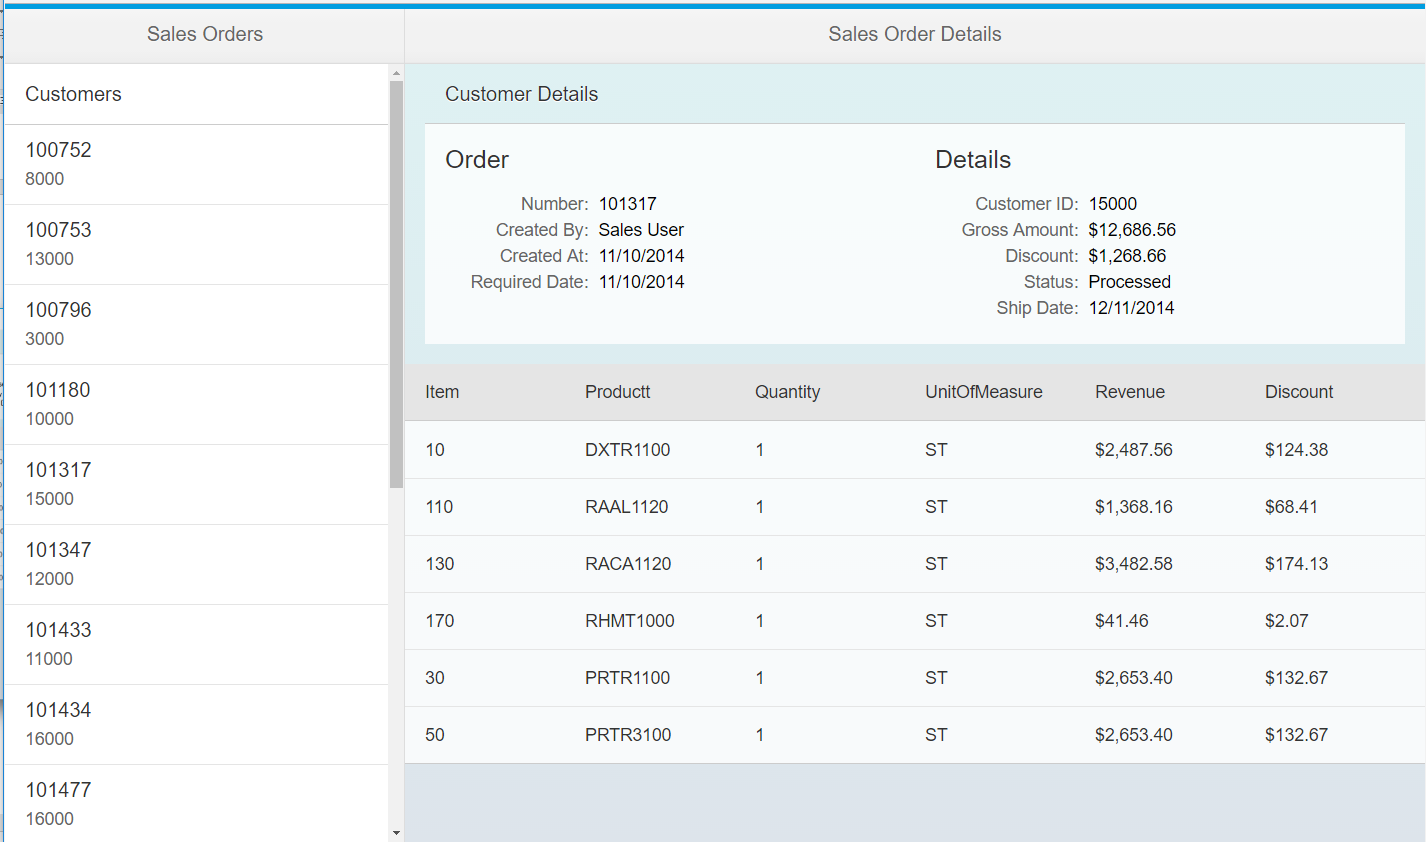 Sales Orders
Sales Order Details
Customers
100752
8000
100753
13000
100796
3000
101180
10000
101317
15000
101347
12000
101433
11000
101434
16000
101477
16000
Customer Details
Order
Number: 101317
Created By: Sales User
Created At: 11/10/2014
Required Date: 11/10/2014
Details
Customer ID: 15000
Gross Amount: $12,686.56
Discount: $1,268.66
Status: Processed
Ship Date: 12/11/2014
Item Productt Quantity UnitOfMeasure Revenue Discount
10 DXTR1100 1 ST $2,487.56 $124.38
110 RAAL1120 1 ST $1,368.16 $68.41
130 RACA1120 1 ST $3,482.58 $174.13
170 RHMT1000 1 ST $41.46 $2.07
30 PRTR1100 1 ST $2,653.40 $132.67
50 PRTR3100 1 ST $2,653.40 $132.67